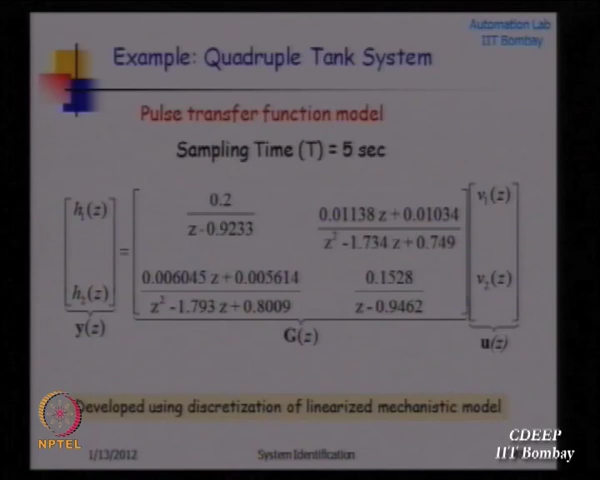 Automation Lab
IIT Bombay
Example: Quadruple Tank System
Pulse transfer function model
Sampling Time (T) = 5 sec
[h₁(z) h₂(z)] = [0.2/(z-0.9233) (0.01138 z+0.01034)/(z²-1.734 z+0.749)] [v₁(z)
(0.006045 z+0.005614)/(z²-1.793 z+0.8009) 0.1528/(z-0.9462)] v₂(z)]
y(z) G(z) u(z)
Developed using discretization of linearized mechanistic model
NPTEL
1/13/2012 System Identification
CDEEP
IIT Bombay